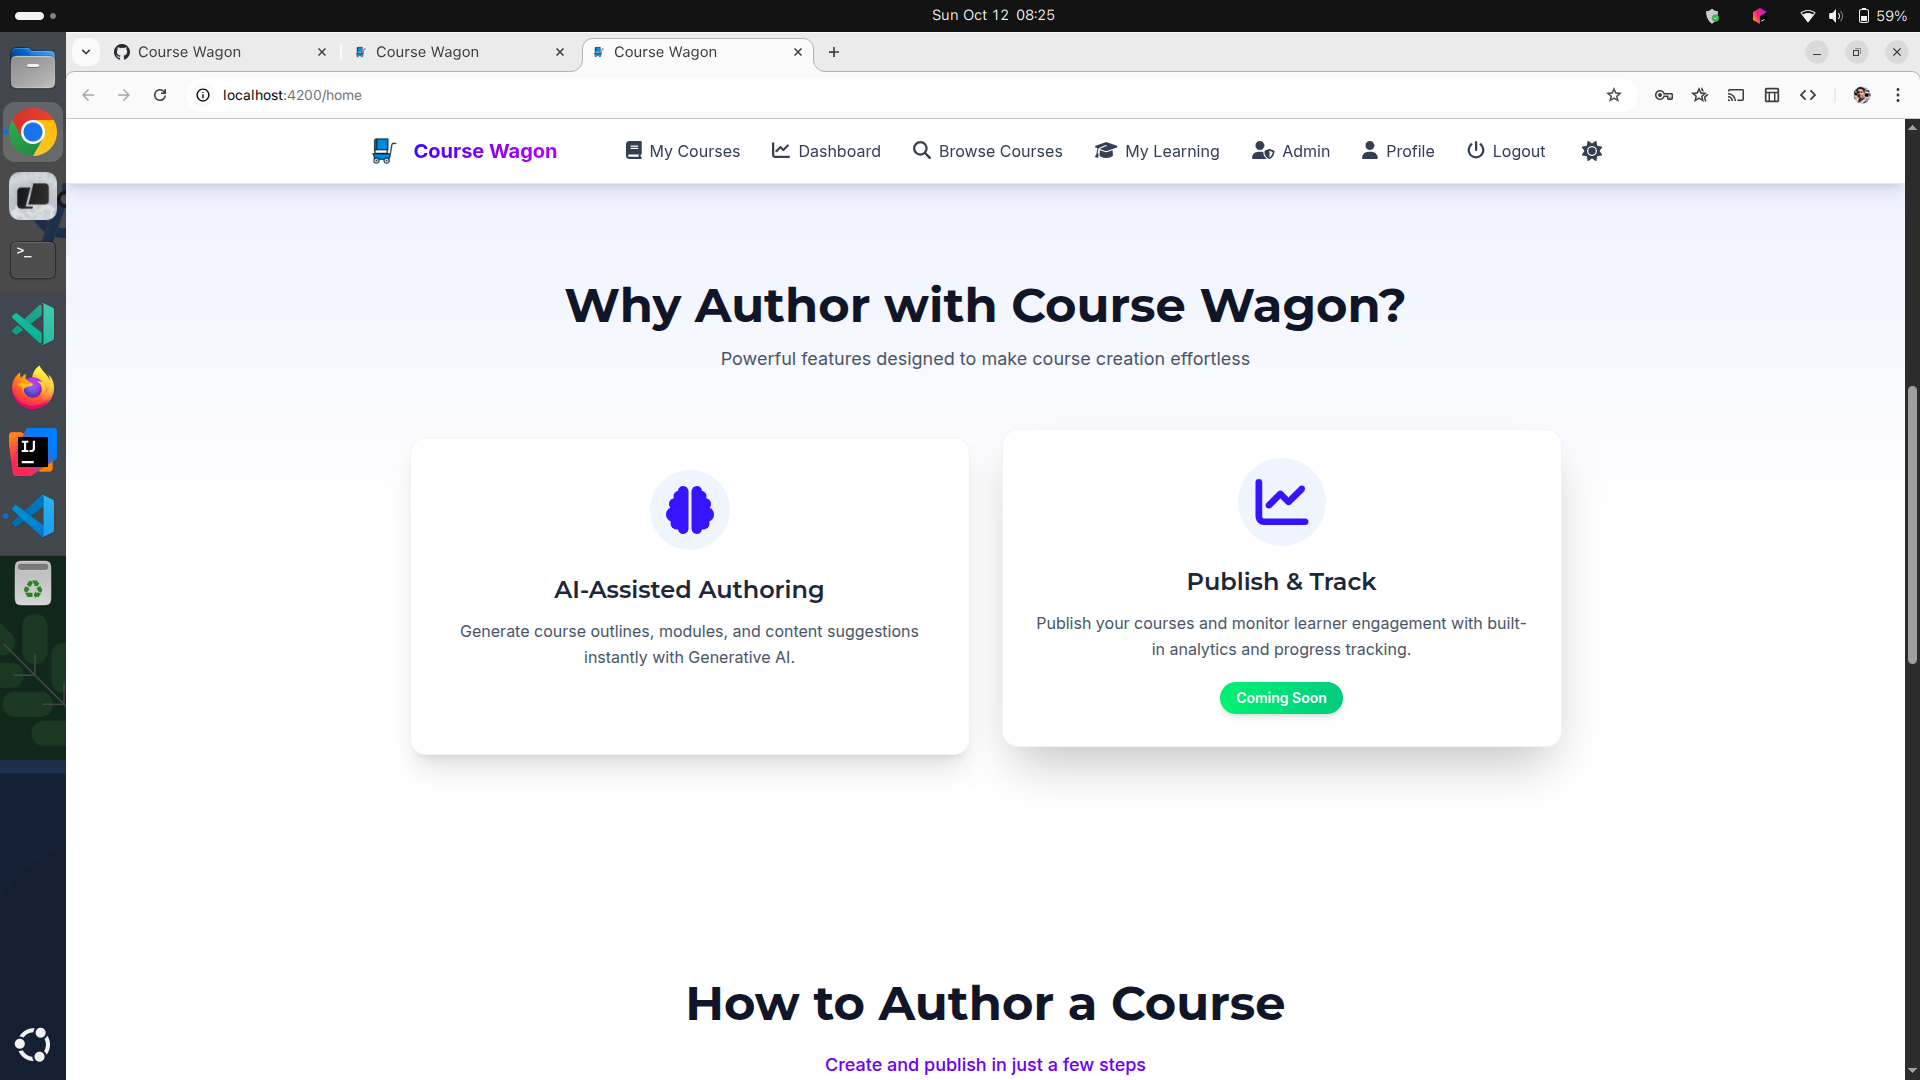 Sun Oct 12 08:25
59%
Course Wagon
Course Wagon
Course Wagon
localhost:4200/home
Course Wagon
My Courses
Dashboard
Browse Courses
My Learning
Admin
Profile
Logout
Why Author with Course Wagon?
Powerful features designed to make course creation effortless
AI-Assisted Authoring
Generate course outlines, modules, and content suggestions
instantly with Generative AI.
Publish & Track
Publish your courses and monitor learner engagement with built-
in analytics and progress tracking.
Coming Soon
How to Author a Course
Create and publish in just a few steps
>_
IJ